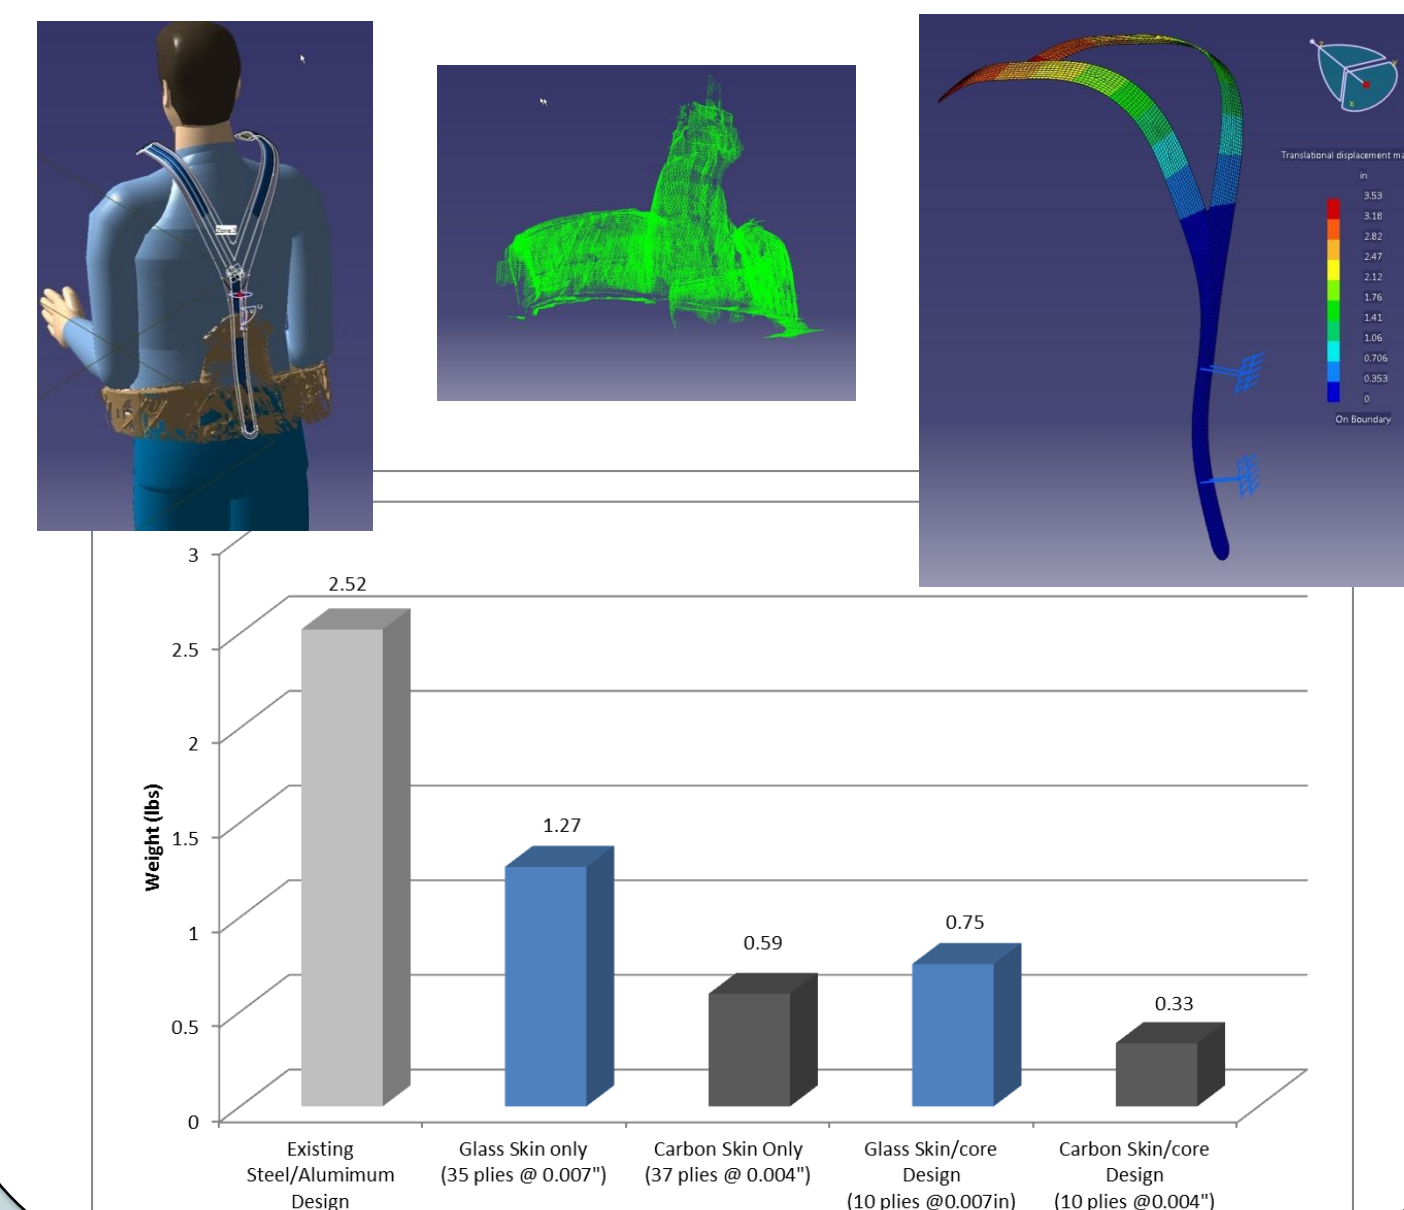 Zone.3
Z
Y
X
Translational displacement ma
in
3.53
3.18
2.82
2.47
2.12
1.76
1.41
1.06
0.706
0.353
0
On Boundary
3
2.5
2
1.5
1
0.5
0
Weight (lbs)
2.52
1.27
0.59
0.75
0.33
Existing
Steel/Alumimum
Design
Glass Skin only
(35 plies @ 0.007")
Carbon Skin Only
(37 plies @ 0.004")
Glass Skin/core
Design
(10 plies @0.007in)
Carbon Skin/core
Design
(10 plies @0.004")